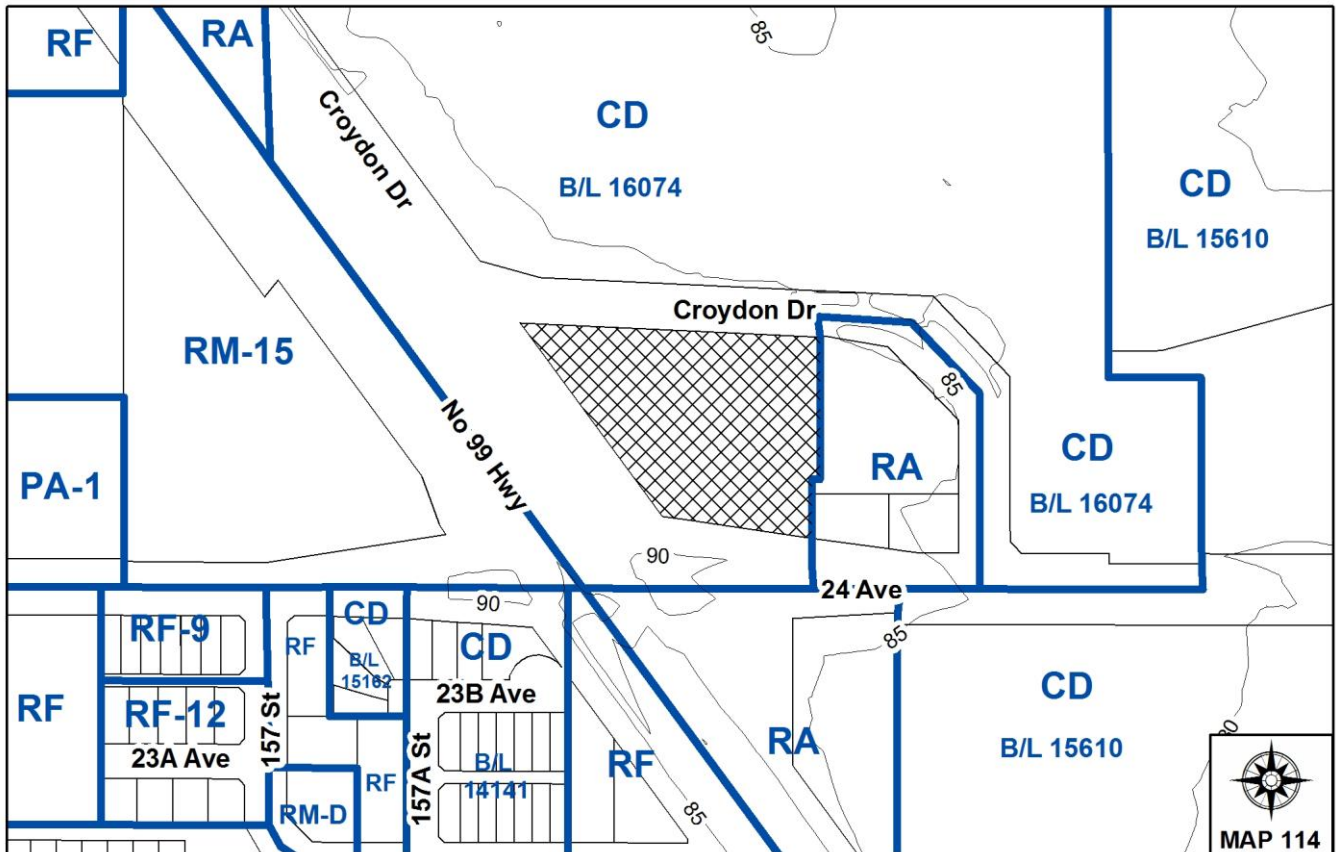 RF
RA
85
Croydon Dr
CD
B/L 16074
CD
B/L 15610
Croydon Dr
RM-15
85
No 99 Hwy
RA
CD
B/L 16074
PA-1
90
24 Ave
90
85
RF-9
RF
CD
B/L
15162
CD
23B Ave
RF
RF-12
157 St
23A Ave
157A St
RF
B/L
14141
RM-D
RF
85
RA
CD
B/L 15610
MAP 114